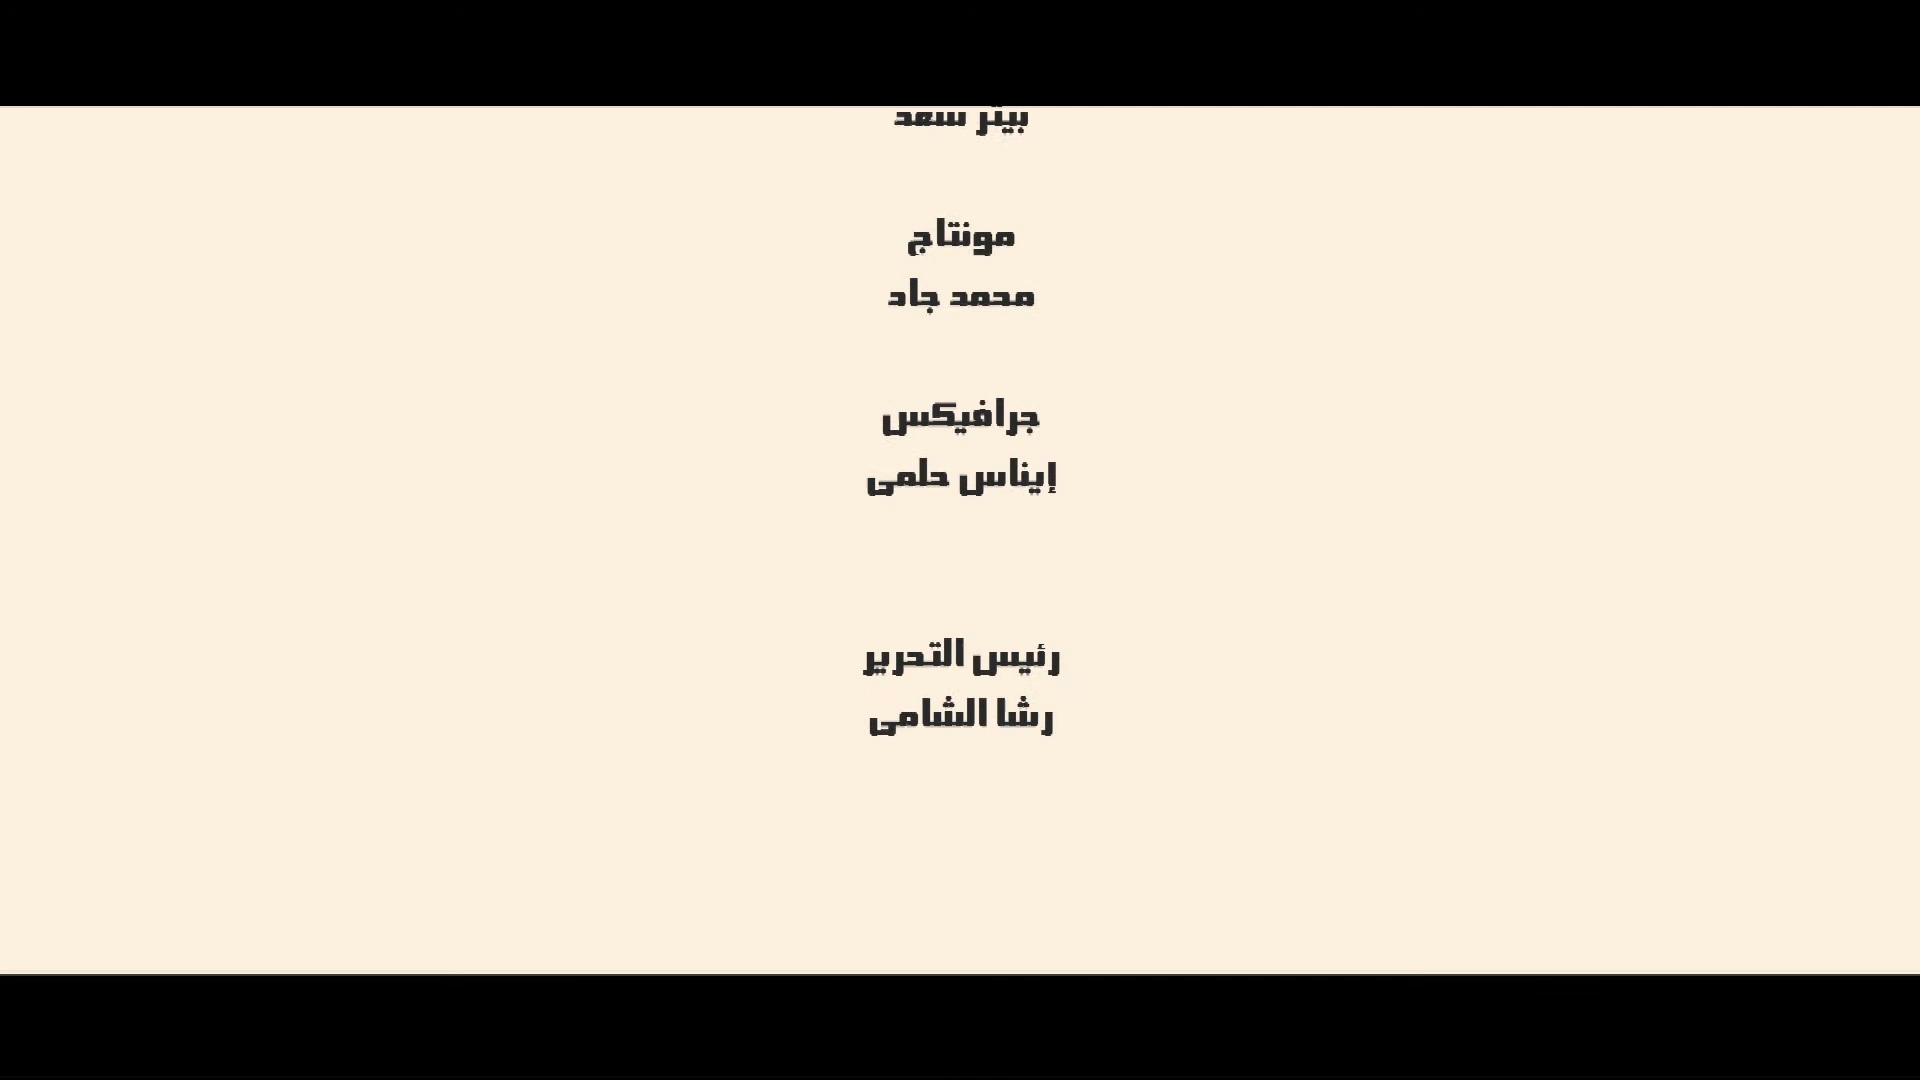 بيتر سعد
مونتاج
محمد جاد
جرافيكس
إيناس حلمى
رئيس التحرير
رشا الشامى